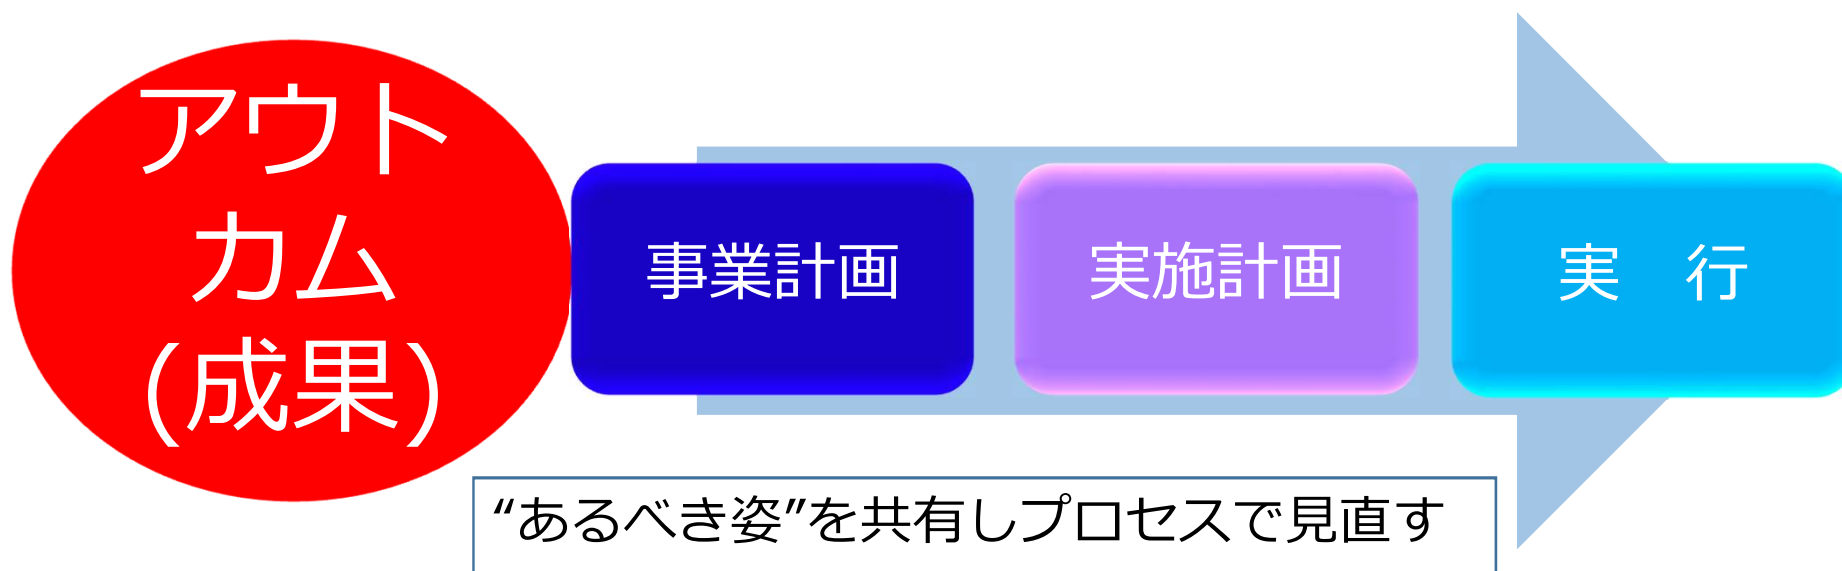 アウト
カム
(成果)
事業計画
実施計画
実　行
“あるべき姿”を共有しプロセスで見直す